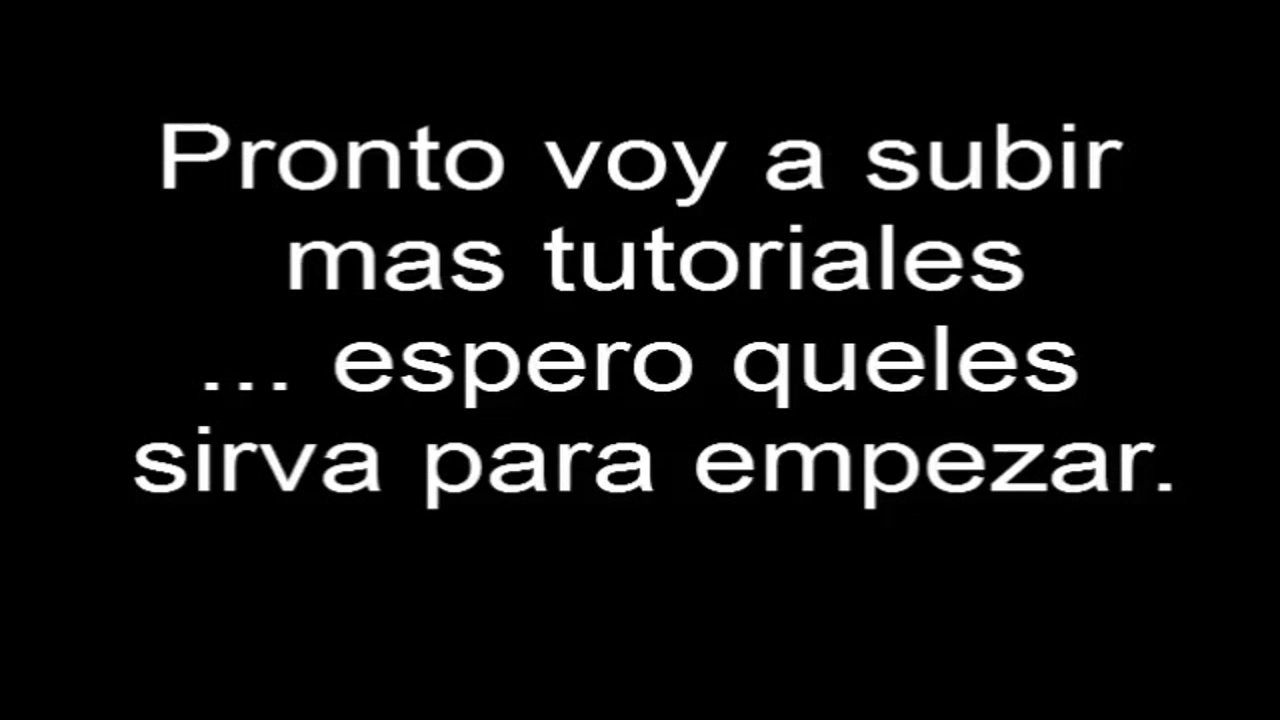 Pronto voy a subir
mas tutoriales
... espero queles
sirva para empezar.